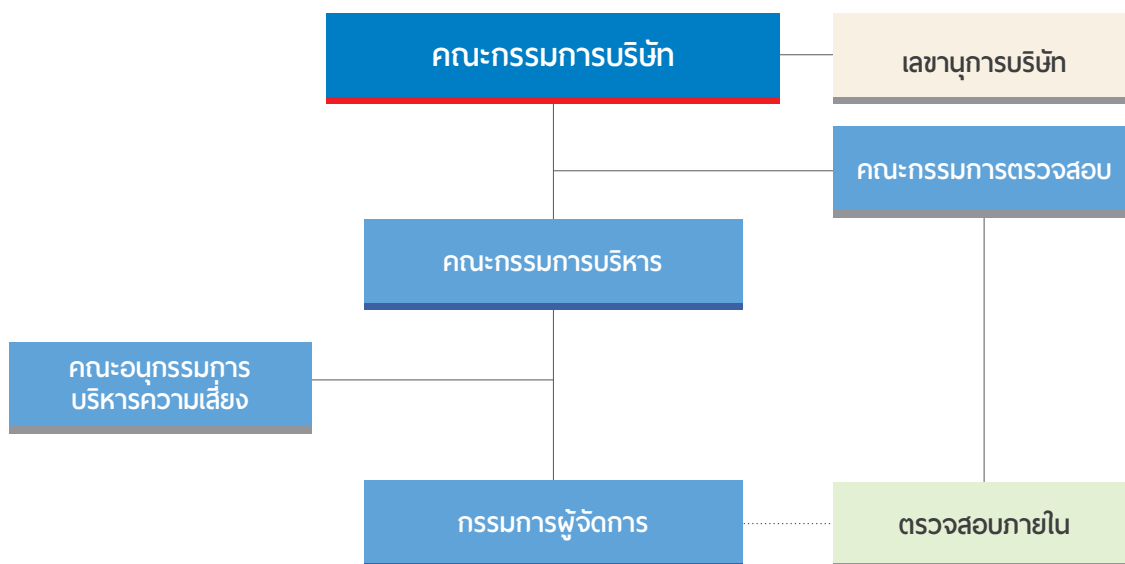 คณะกรรมการบริษัท
เลขานุการบริษัท
คณะกรรมการตรวจสอบ
คณะกรรมการบริหาร
คณะอนุกรรมการ
บริหารความเสี่ยง
กรรมการผู้จัดการ
ตรวจสอบภายใน